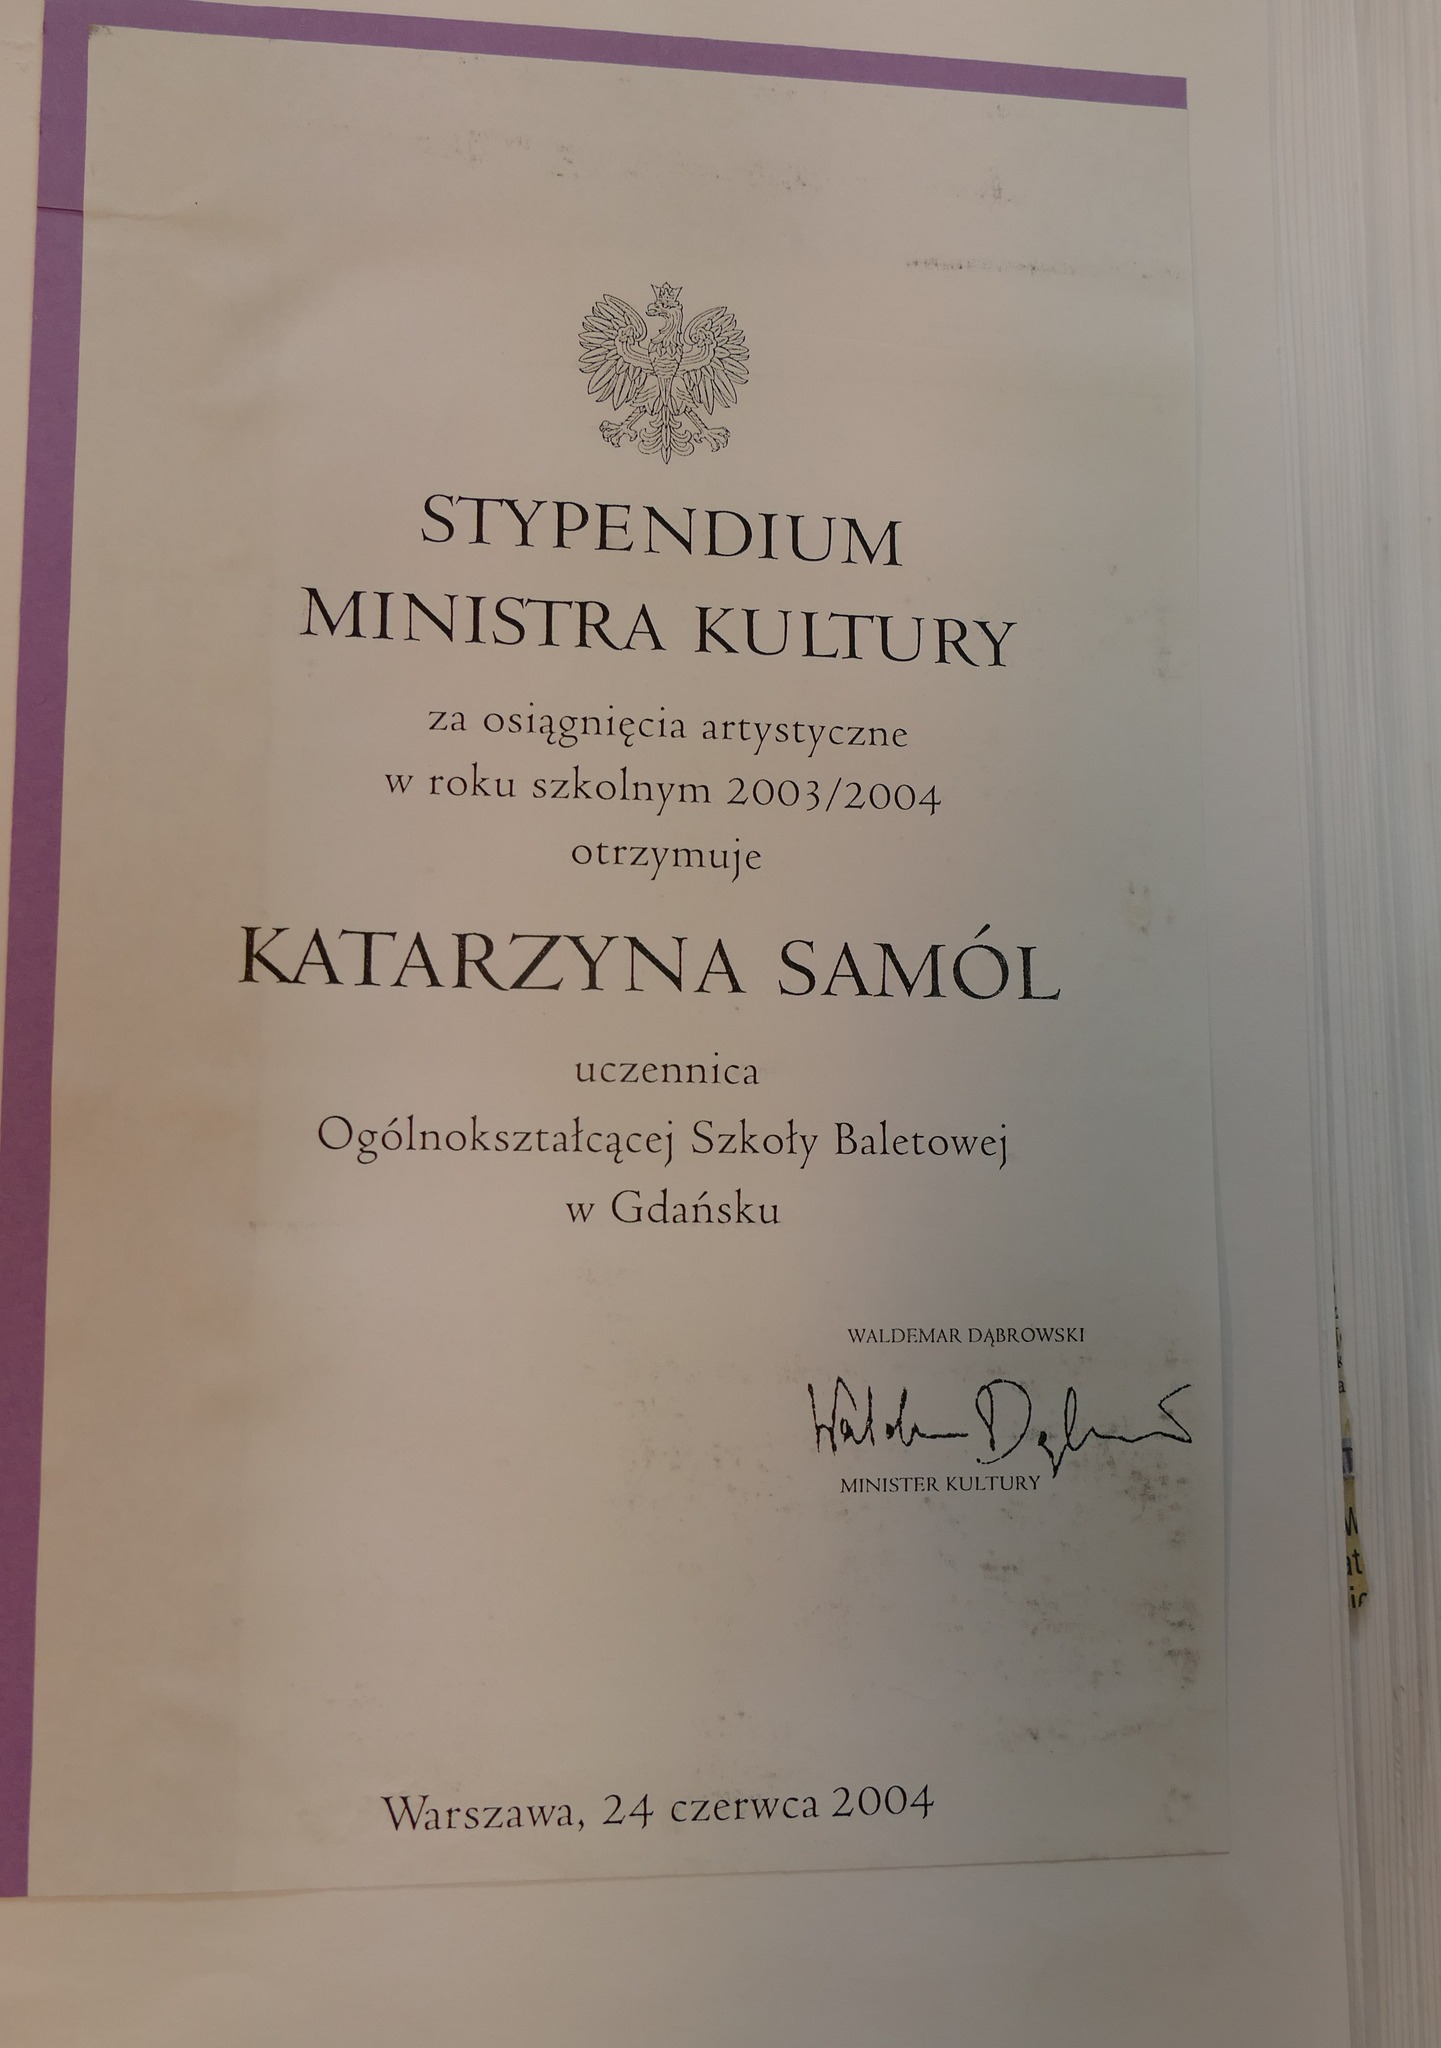 STYPENDIUM
MINISTRA KULTURY
za osiągnięcia artystyczne
w roku szkolnym 2003/2004
otrzymuje
KATARZYNA SAMÓL
uczennica
Ogólnokształcącej Szkoły Baletowej
w Gdańsku
WALDEMAR DĄBROWSKI
MINISTER KULTURY
Warszawa, 24 czerwca 2004